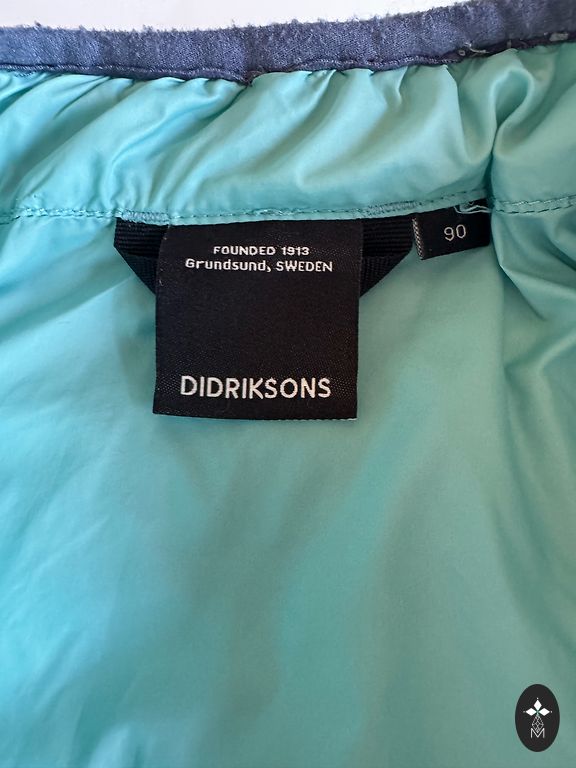 FOUNDED 1913
Grundsund, SWEDEN
DIDRIKSONS
90
M